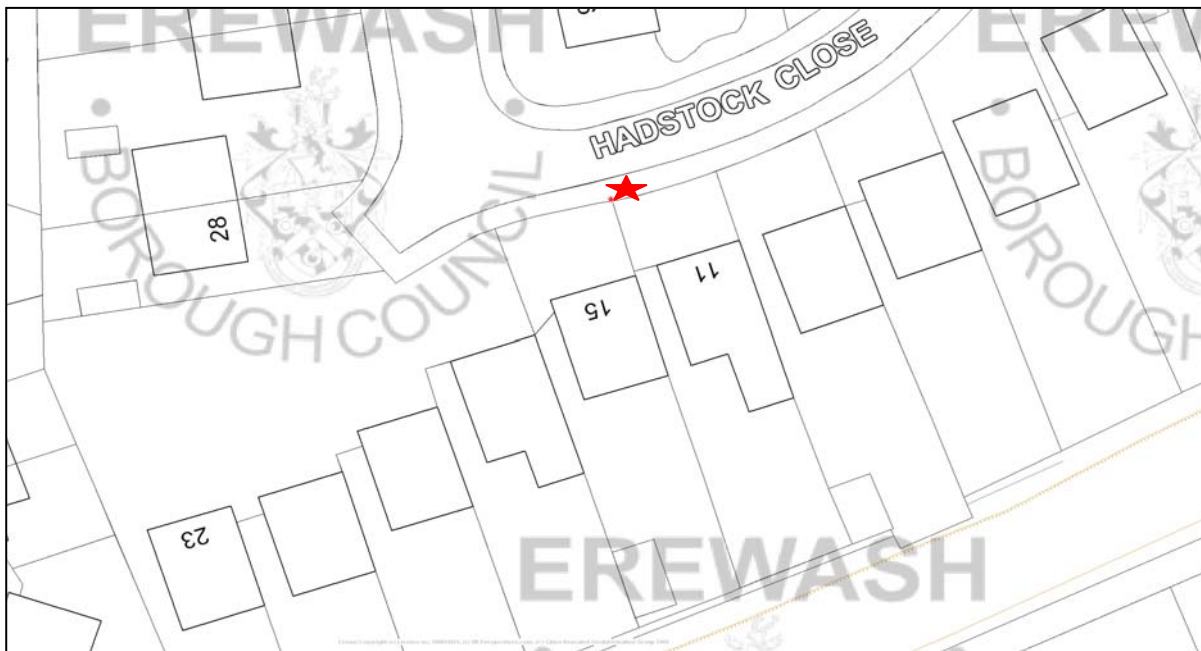 EREWASH
EREW
HADSTOCK CLOSE
BOROUGH COUNCIL
BOROUGH
28
11
15
23
EREWASH